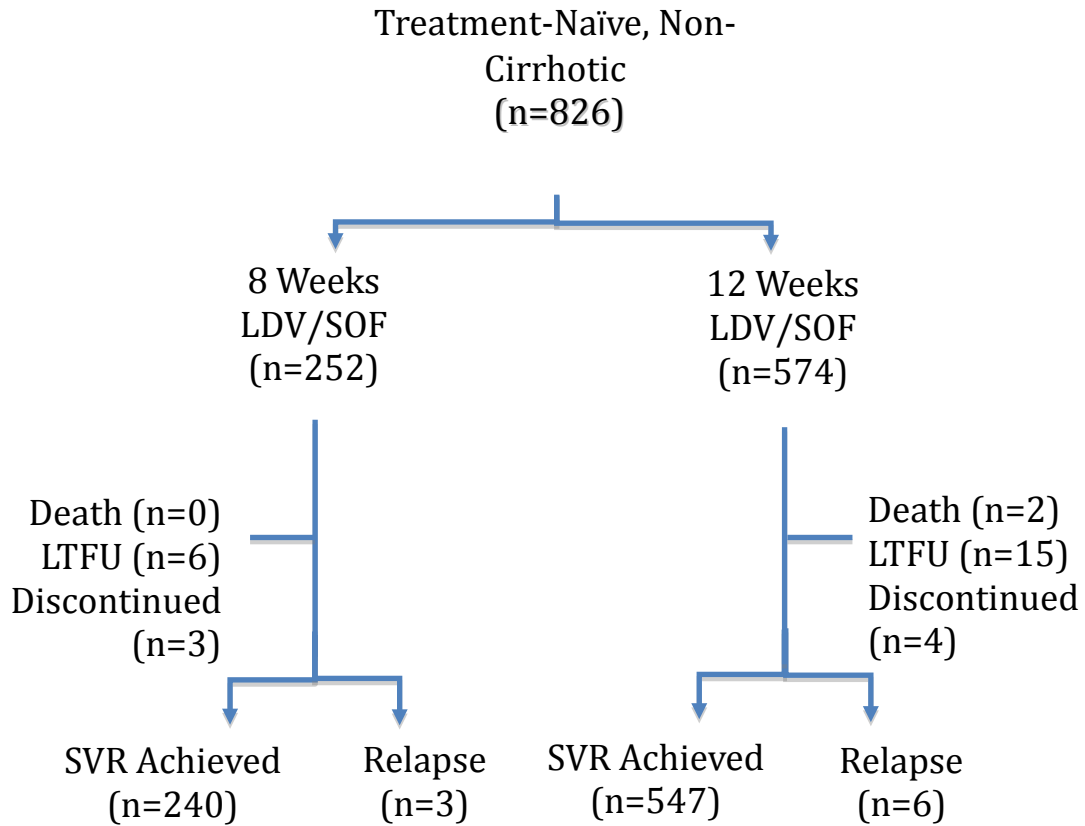 Treatment-Naïve, Non-
Cirrhotic
(n=826)
8 Weeks
LDV/SOF
(n=252)
12 Weeks
LDV/SOF
(n=574)
Death (n=0)
LTFU (n=6)
Discontinued
(n=3)
Death (n=2)
LTFU (n=15)
Discontinued
(n=4)
SVR Achieved
(n=240)
Relapse
(n=3)
SVR Achieved
(n=547)
Relapse
(n=6)